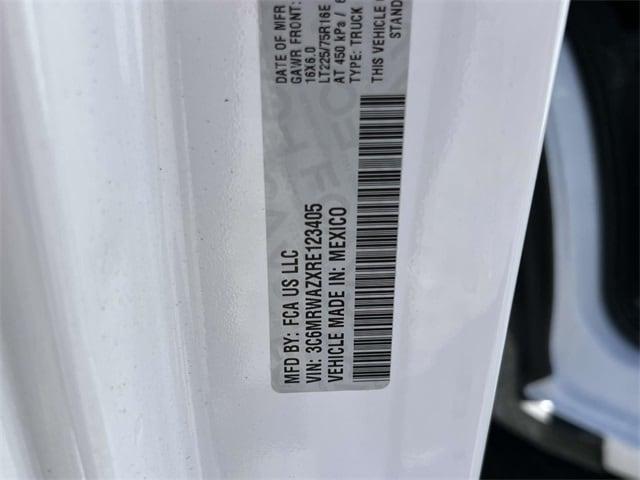 MFD BY: FCA US LLC
VIN: 3C6MRWAZXRE123405
VEHICLE MADE IN: MEXICO
DATE OF MFR
GAWR FRONT
16X6.0
LT225/75R16E
AT 450 kPa /
TYPE: TRUCK
THIS VEHICLE
STAND